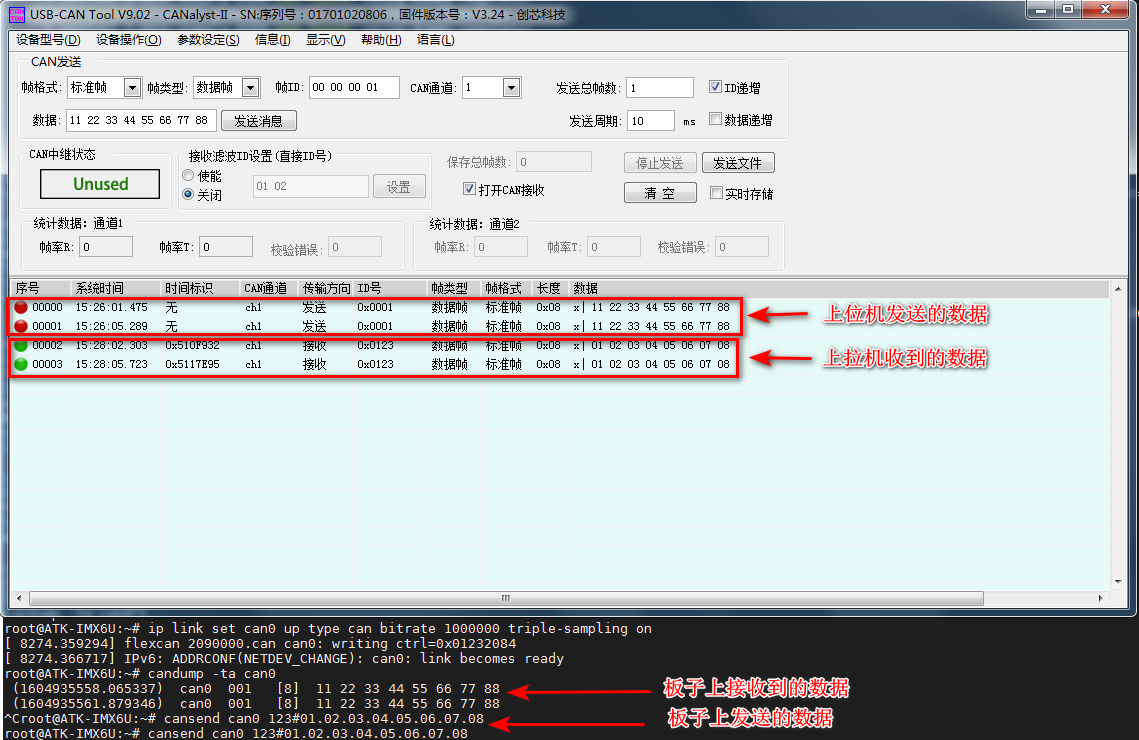 USB-CAN Tool V9.02 - CANalyst-II - SN:序列号：01701020806，固件版本号：V3.24 - 创芯科技
设备型号(D) 设备操作(O) 参数设定(S) 信息(I) 显示(V) 帮助(H) 语言(L)
CAN发送
帧格式: 标准帧 帧类型: 数据帧 帧ID: 00 00 00 01 CAN通道: 1 发送总帧数: 1 ID递增
数据: 11 22 33 44 55 66 77 88 发送消息 发送周期: 10 ms 数据递增
CAN中继状态 接收滤波ID设置(直接ID号) 保存总帧数: 0 停止发送 发送文件
Unused 使能 01 02 设置 打开CAN接收 清 空 实时存储
关闭
统计数据: 通道1 统计数据: 通道2
帧率R: 0 帧率T: 0 校验错误: 0 帧率R: 0 帧率T: 0 校验错误: 0
序号 系统时间 时间标识 CAN通道 传输方向 ID号 帧类型 帧格式 长度 数据
00000 15:26:01.475 无 ch1 发送 0x0001 数据帧 标准帧 0x08 x| 11 22 33 44 55 66 77 88 上位机发送的数据
00001 15:26:05.289 无 ch1 发送 0x0001 数据帧 标准帧 0x08 x| 11 22 33 44 55 66 77 88
00002 15:28:02.303 0x510F932 ch1 接收 0x0123 数据帧 标准帧 0x08 x| 01 02 03 04 05 06 07 08 上拉机收到的数据
00003 15:28:05.723 0x5117E95 ch1 接收 0x0123 数据帧 标准帧 0x08 x| 01 02 03 04 05 06 07 08
root@ATK-IMX6U:~# ip link set can0 up type can bitrate 1000000 triple-sampling on
[ 8274.359294] flexcan 2090000.can can0: writing ctrl=0x01232084
[ 8274.366717] IPv6: ADDRCONF(NETDEV_CHANGE): can0: link becomes ready
root@ATK-IMX6U:~# candump -ta can0
(1604935558.065337) can0 001 [8] 11 22 33 44 55 66 77 88 板子上接收到的数据
(1604935561.879346) can0 001 [8] 11 22 33 44 55 66 77 88
^Croot@ATK-IMX6U:~# cansend can0 123#01.02.03.04.05.06.07.08 板子上发送的数据
root@ATK-IMX6U:~# cansend can0 123#01.02.03.04.05.06.07.08